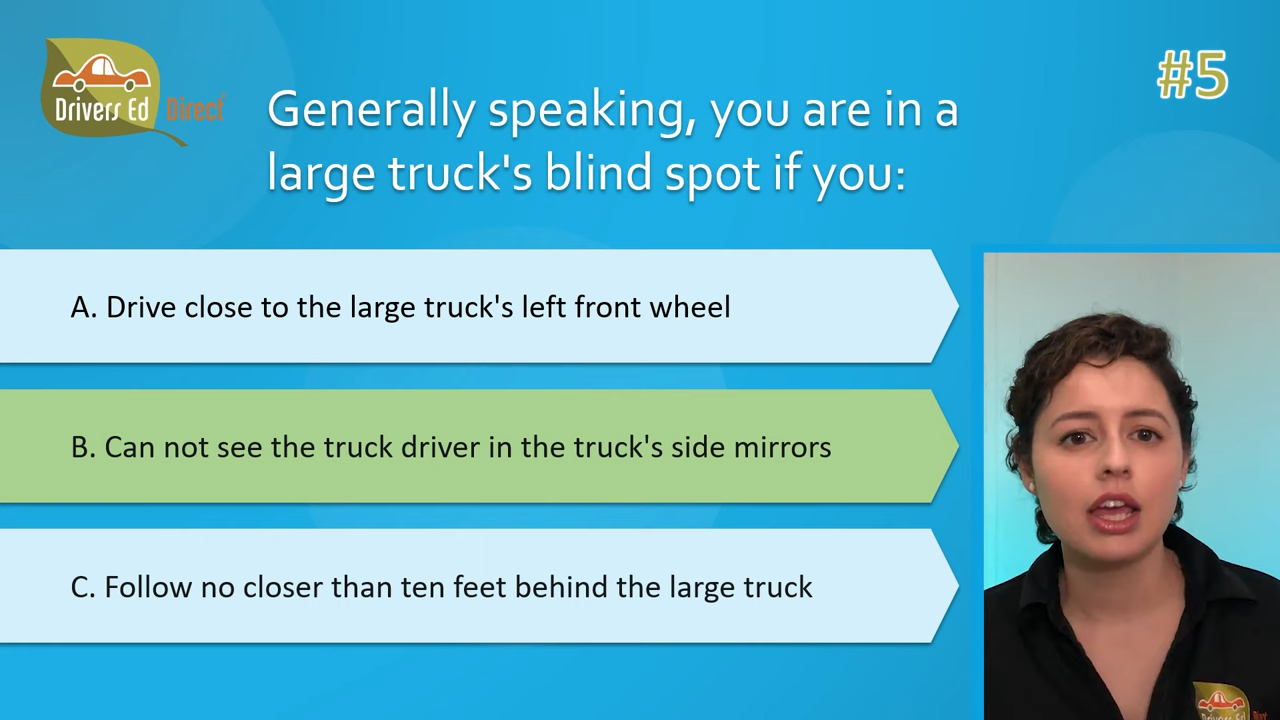 Drivers Ed Direct
#5
Generally speaking, you are in a
large truck's blind spot if you:
A. Drive close to the large truck's left front wheel
B. Can not see the truck driver in the truck's side mirrors
C. Follow no closer than ten feet behind the large truck
Drivers Ed